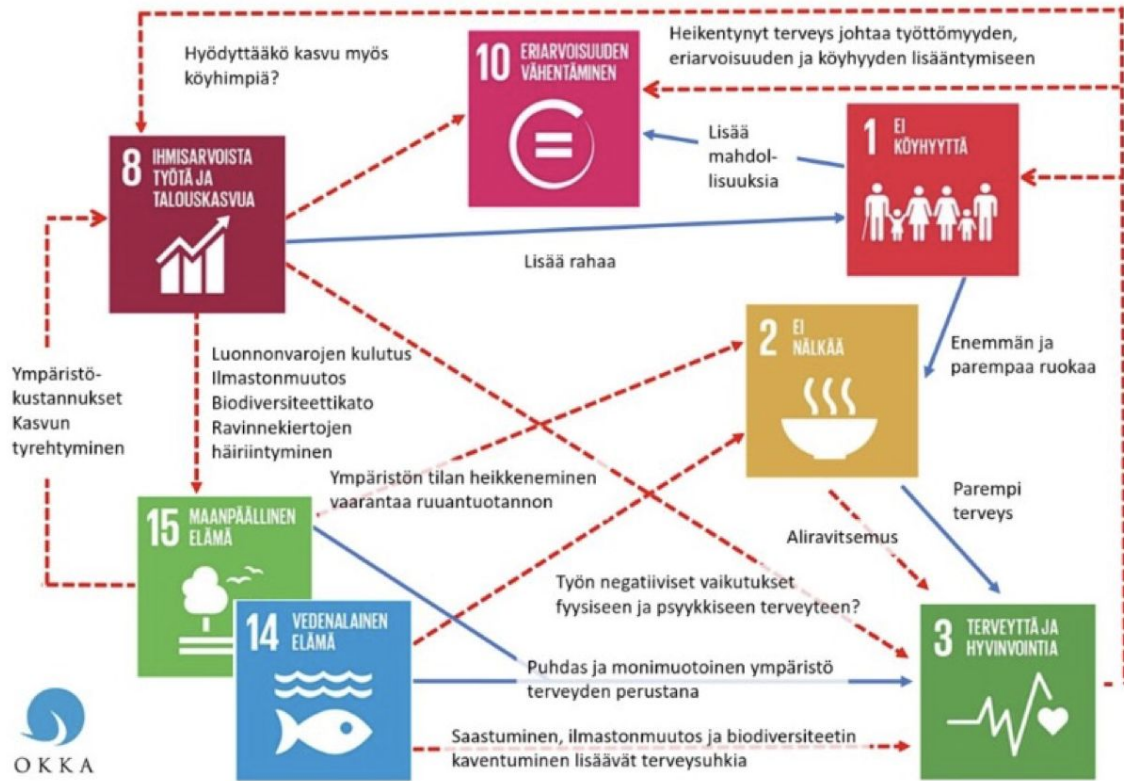 Hyödyttääkö kasvu myös
köyhimpiä?
10 ERIARVOISUUDEN
VÄHENTÄMINEN
Heikentynyt terveys johtaa työttömyyden,
eriarvoisuuden ja köyhyyden lisääntymiseen
8 IHMISARVOISTA
TYÖTÄ JA
TALOUSKASVUA
Lisää
mahdol-
lisuuksia
1 EI
KÖYHYYTTÄ
Lisää rahaa
2 EI
NÄLKÄÄ
Enemmän ja
parempaa ruokaa
Ympäristö-
kustannukset
Kasvun
tyrehtyminen
Luonnonvarojen kulutus
Ilmastonmuutos
Biodiversiteettikato
Ravinnekiertojen
häiriintyminen
Ympäristön tilan heikkeneminen
vaarantaa ruuantuotannon
Parempi
terveys
Aliravitsemus
15 MAANPÄÄLLINEN
ELÄMÄ
Työn negatiiviset vaikutukset
fyysiseen ja psyykkiseen terveyteen?
14 VEDENALAINEN
ELÄMÄ
3 TERVEYTTÄ JA
HYVINVOINTIA
Puhdas ja monimuotoinen ympäristö
terveyden perustana
Saastuminen, ilmastonmuutos ja biodiversiteetin
kaventuminen lisäävät terveysuhkia
OKKA